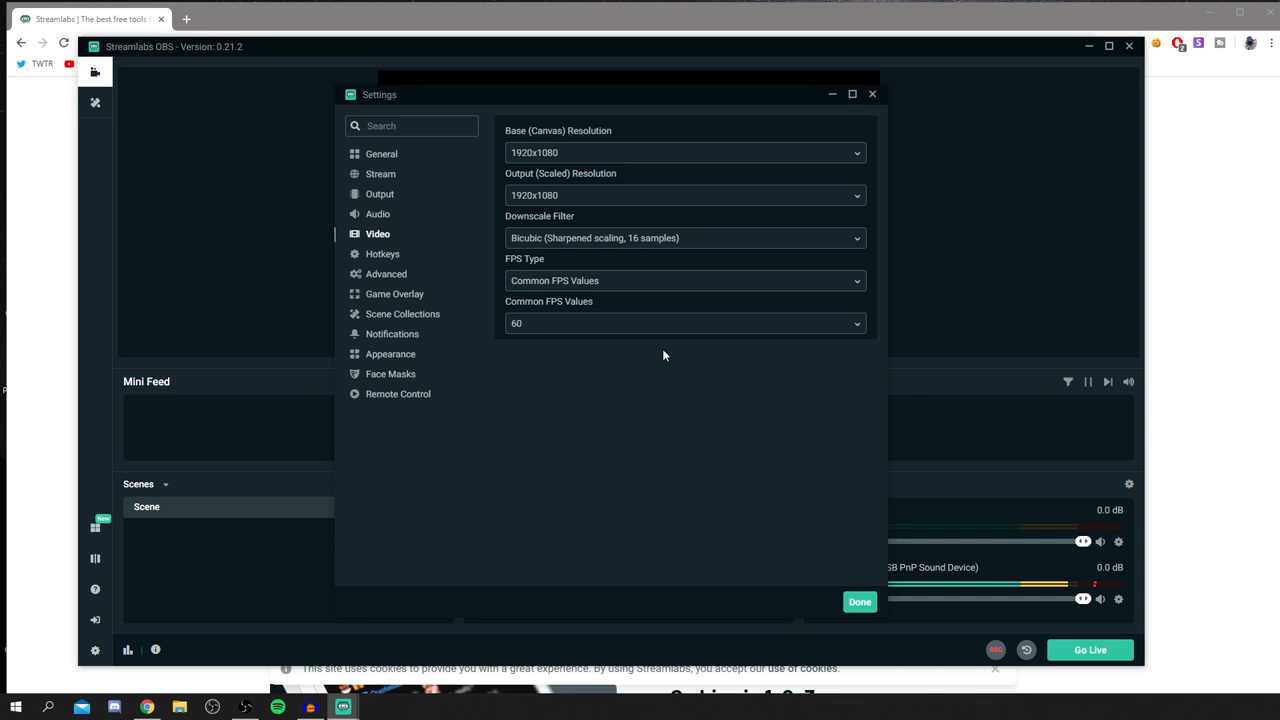 Streamlabs | The best free tools f
TWTR
Streamlabs OBS - Version: 0.21.2
Settings
Search
General
Stream
Output
Audio
Video
Hotkeys
Advanced
Game Overlay
Scene Collections
Notifications
Appearance
Face Masks
Remote Control
Base (Canvas) Resolution
1920x1080
Output (Scaled) Resolution
1920x1080
Downscale Filter
Bicubic (Sharpened scaling, 16 samples)
FPS Type
Common FPS Values
Common FPS Values
60
Done
Mini Feed
Scenes
Scene
New
0.0 dB
SB PnP Sound Device)
0.0 dB
REC
Go Live
This site uses cookies to provide you with a great experience. By using Streamlabs, you accept our use of cookies.